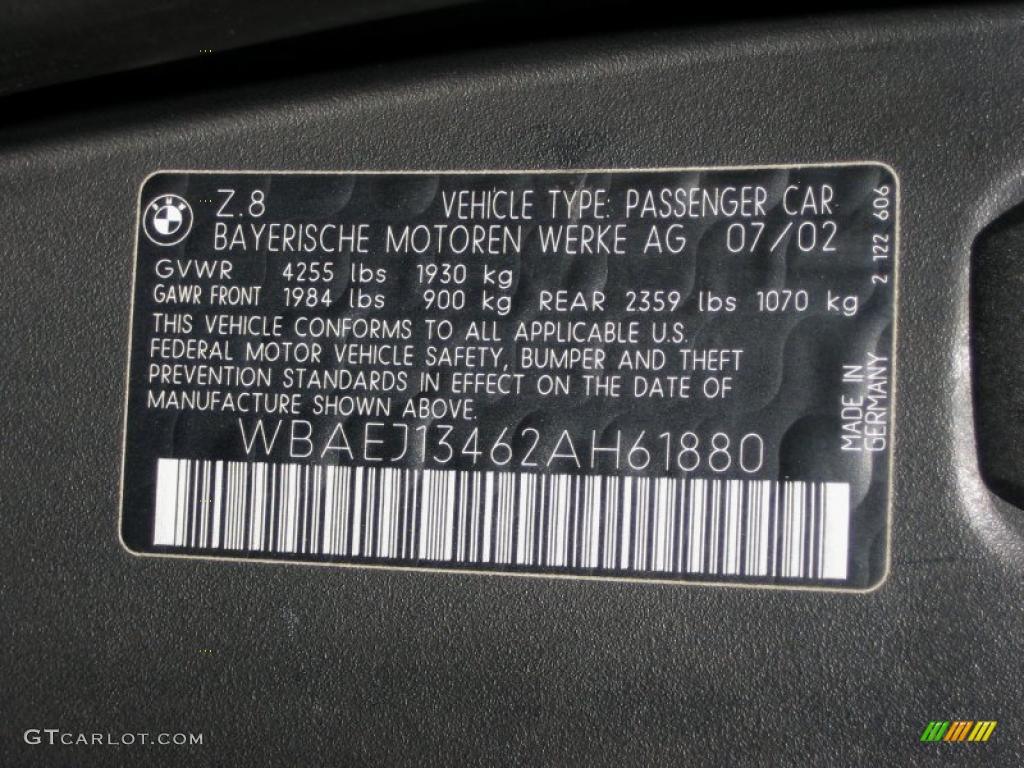 BMW
Z.8 VEHICLE TYPE: PASSENGER CAR
BAYERISCHE MOTOREN WERKE AG 07/02
GVWR 4255 lbs 1930 kg
GAWR FRONT 1984 lbs 900 kg REAR 2359 lbs 1070 kg
THIS VEHICLE CONFORMS TO ALL APPLICABLE U.S.
FEDERAL MOTOR VEHICLE SAFETY, BUMPER AND THEFT
PREVENTION STANDARDS IN EFFECT ON THE DATE OF
MANUFACTURE SHOWN ABOVE.
WBAEJ13462AH61880
2 122 606
MADE IN
GERMANY
GTCARLOT.COM